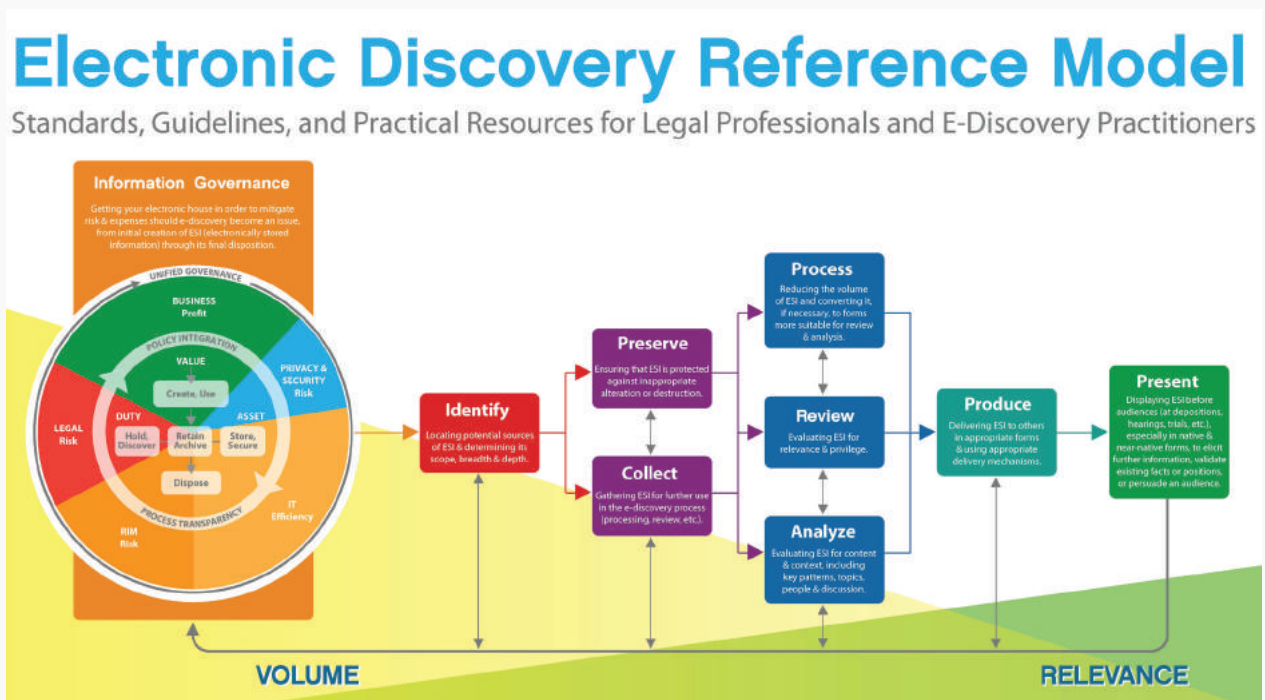 Electronic Discovery Reference Model
Standards, Guidelines, and Practical Resources for Legal Professionals and E-Discovery Practitioners
Information Governance
Getting your electronic house in order to mitigate
risk & expenses should e-discovery become an issue,
from initial creation of ESI (electronically stored
information) through its final disposition.
UNIFIED GOVERNANCE
BUSINESS
Profit
POLICY INTEGRATION
VALUE
Create, Use
PRIVACY &
SECURITY
Risk
DUTY
ASSET
LEGAL
Risk
Hold,
Discover
Retain
Archive
Store,
Secure
Dispose
PROCESS TRANSPARENCY
RIM
Risk
IT
Efficiency
Identify
Locating potential sources
of ESI & determining its
scope, breadth & depth.
Preserve
Ensuring that ESI is protected
against inappropriate
alteration or destruction.
Collect
Gathering ESI for further use
in the e-discovery process
(processing, review, etc.).
Process
Reducing the volume
of ESI and converting it,
if necessary, to forms
more suitable for review
& analysis.
Review
Evaluating ESI for
relevance & privilege.
Analyze
Evaluating ESI for content
& context, including
key patterns, topics,
people & discussion.
Produce
Delivering ESI to others
in appropriate forms
& using appropriate
delivery mechanisms.
Present
Displaying ESI before
audiences (at depositions,
hearings, trials, etc.),
especially in native &
near-native forms, to elicit
further information, validate
existing facts or positions,
or persuade an audience.
VOLUME
RELEVANCE